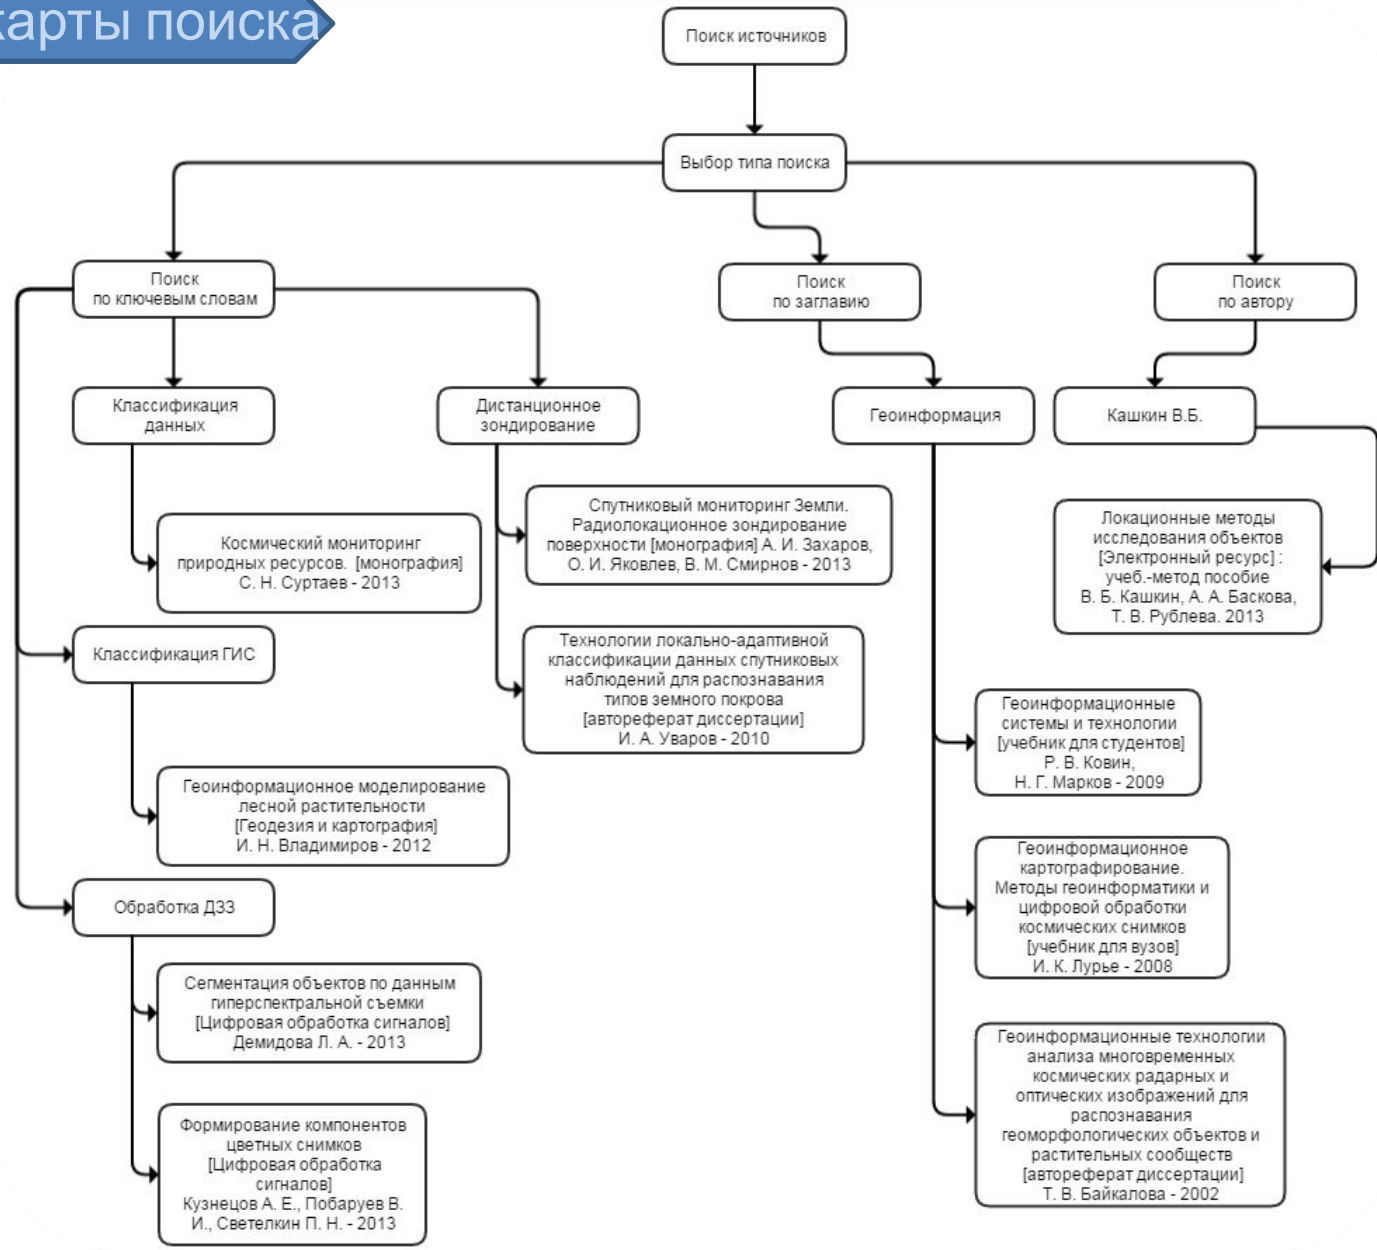 карты поиска
Поиск источников
Выбор типа поиска
Поиск
по ключевым словам
Поиск
по заглавию
Поиск
по автору
Классификация
данных
Дистанционное
зондирование
Геоинформация
Кашкин В.Б.
Космический мониторинг
природных ресурсов. [монография]
С. Н. Суртаев - 2013
Спутниковый мониторинг Земли.
Радиолокационное зондирование
поверхности [монография] А. И. Захаров,
О. И. Яковлев, В. М. Смирнов - 2013
Локационные методы
исследования объектов
[Электронный ресурс] :
учеб.-метод пособие
В. Б. Кашкин, А. А. Баскова,
Т. В. Рублева. 2013
Классификация ГИС
Технологии локально-адаптивной
классификации данных спутниковых
наблюдений для распознавания
типов земного покрова
[автореферат диссертации]
И. А. Уваров - 2010
Геоинформационные
системы и технологии
[учебник для студентов]
Р. В. Ковин,
Н. Г. Марков - 2009
Геоинформационное моделирование
лесной растительности
[Геодезия и картография]
И. Н. Владимиров - 2012
Геоинформационное
картографирование.
Методы геоинформатики и
цифровой обработки
космических снимков
[учебник для вузов]
И. К. Лурье - 2008
Обработка ДЗЗ
Сегментация объектов по данным
гиперспектральной съемки
[Цифровая обработка сигналов]
Демидова Л. А. - 2013
Геоинформационные технологии
анализа многовременных
космических радарных и
оптических изображений для
распознавания
геоморфологических объектов и
растительных сообществ
[автореферат диссертации]
Т. В. Байкалова - 2002
Формирование компонентов
цветных снимков
[Цифровая обработка
сигналов]
Кузнецов А. Е., Побаруев В.
И., Светелкин П. Н. - 2013